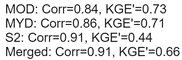 MOD: Corr=0.84, KGE'=0.73
MYD: Corr=0.86, KGE'=0.71
S2: Corr=0.91, KGE'=0.44
Merged: Corr=0.91, KGE'=0.66